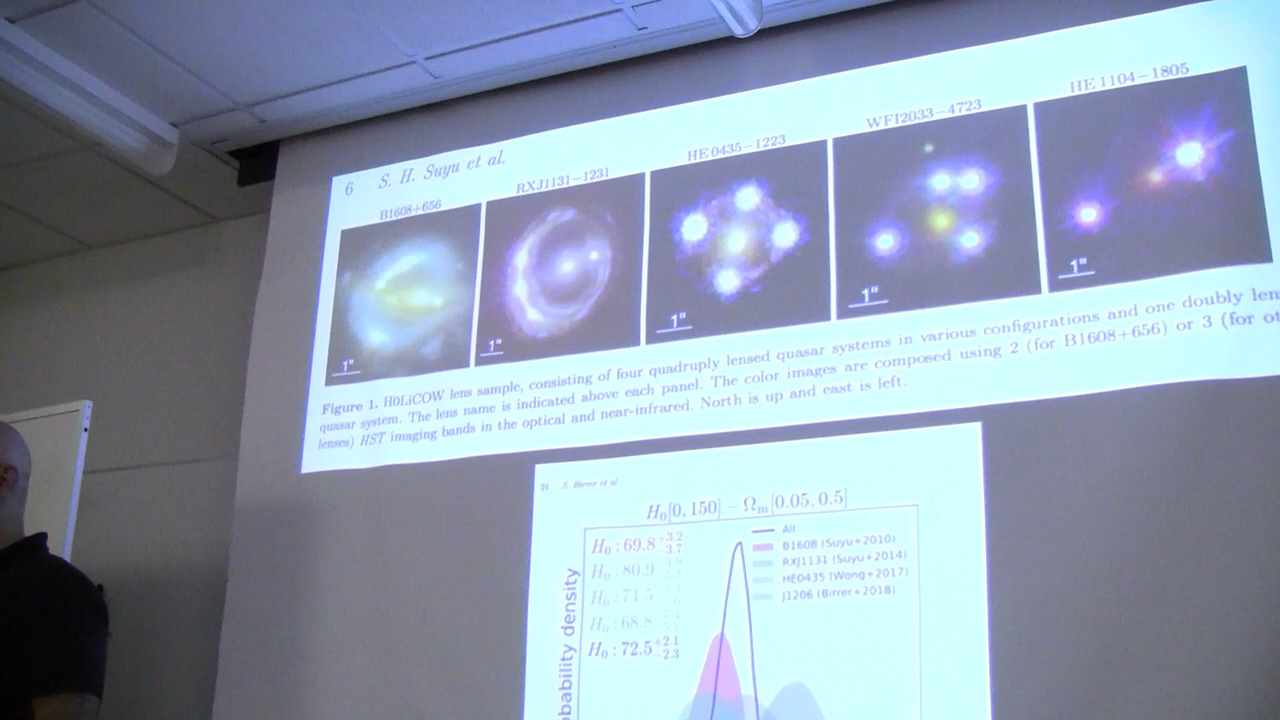 6 S. H. Suyu et al.
B1608+656
RXJ1131−1231
HE 0435−1223
WFI2033−4723
HE 1104−1805
1"
1"
1"
1"
1"
Figure 1. H0LiCOW lens sample, consisting of four quadruply lensed quasar systems in various configurations and one doubly len
quasar system. The lens name is indicated above each panel. The color images are composed using 2 (for B1608+656) or 3 (for ot
lenses) HST imaging bands in the optical and near-infrared. North is up and east is left.
24 S. Birrer et al.
H₀[0, 150] − Ωₘ[0.05, 0.5]
H₀ : 69.8 +3.2 −3.7
H₀ : 80.9
H₀ : 74.5
H₀ : 68.8
H₀ : 72.5 +2.1 −2.3
All
B1608 (Suyu+2010)
RXJ1131 (Suyu+2014)
HE0435 (Wong+2017)
J1206 (Birrer+2018)
obability density